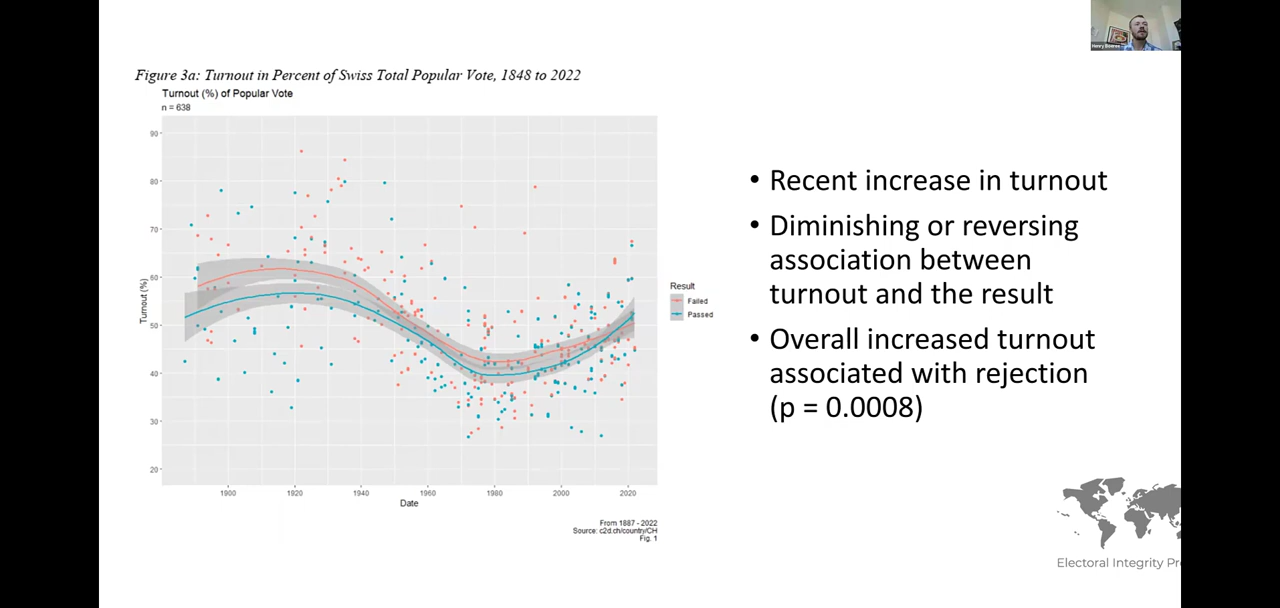 Henry Boeree
Figure 3a: Turnout in Percent of Swiss Total Popular Vote, 1848 to 2022
Turnout (%) of Popular Vote
n = 638
90
80
70
60
50
40
30
20
Turnout (%)
1900 1920 1940 1960 1980 2000 2020
Date
Result
Failed
Passed
From 1887 - 2022
Source: c2d.ch/country/CH
Fig. 1
• Recent increase in turnout
• Diminishing or reversing
association between
turnout and the result
• Overall increased turnout
associated with rejection
(p = 0.0008)
Electoral Integrity Pr